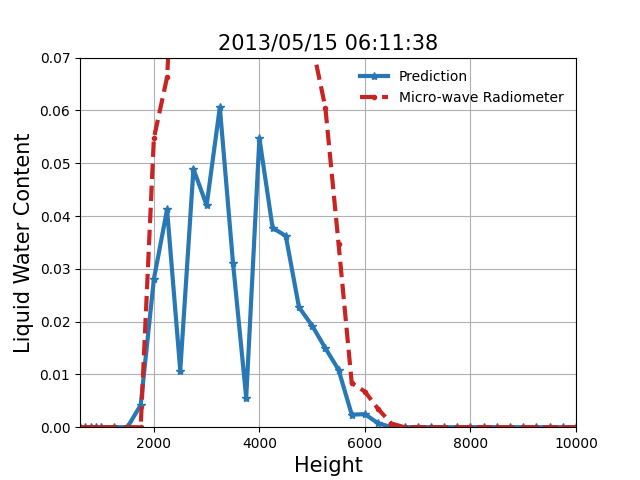 2013/05/15 06:11:38
0.07
0.06
0.05
0.04
0.03
0.02
0.01
0.00
Liquid Water Content
Prediction
Micro-wave Radiometer
2000 4000 6000 8000 10000
Height